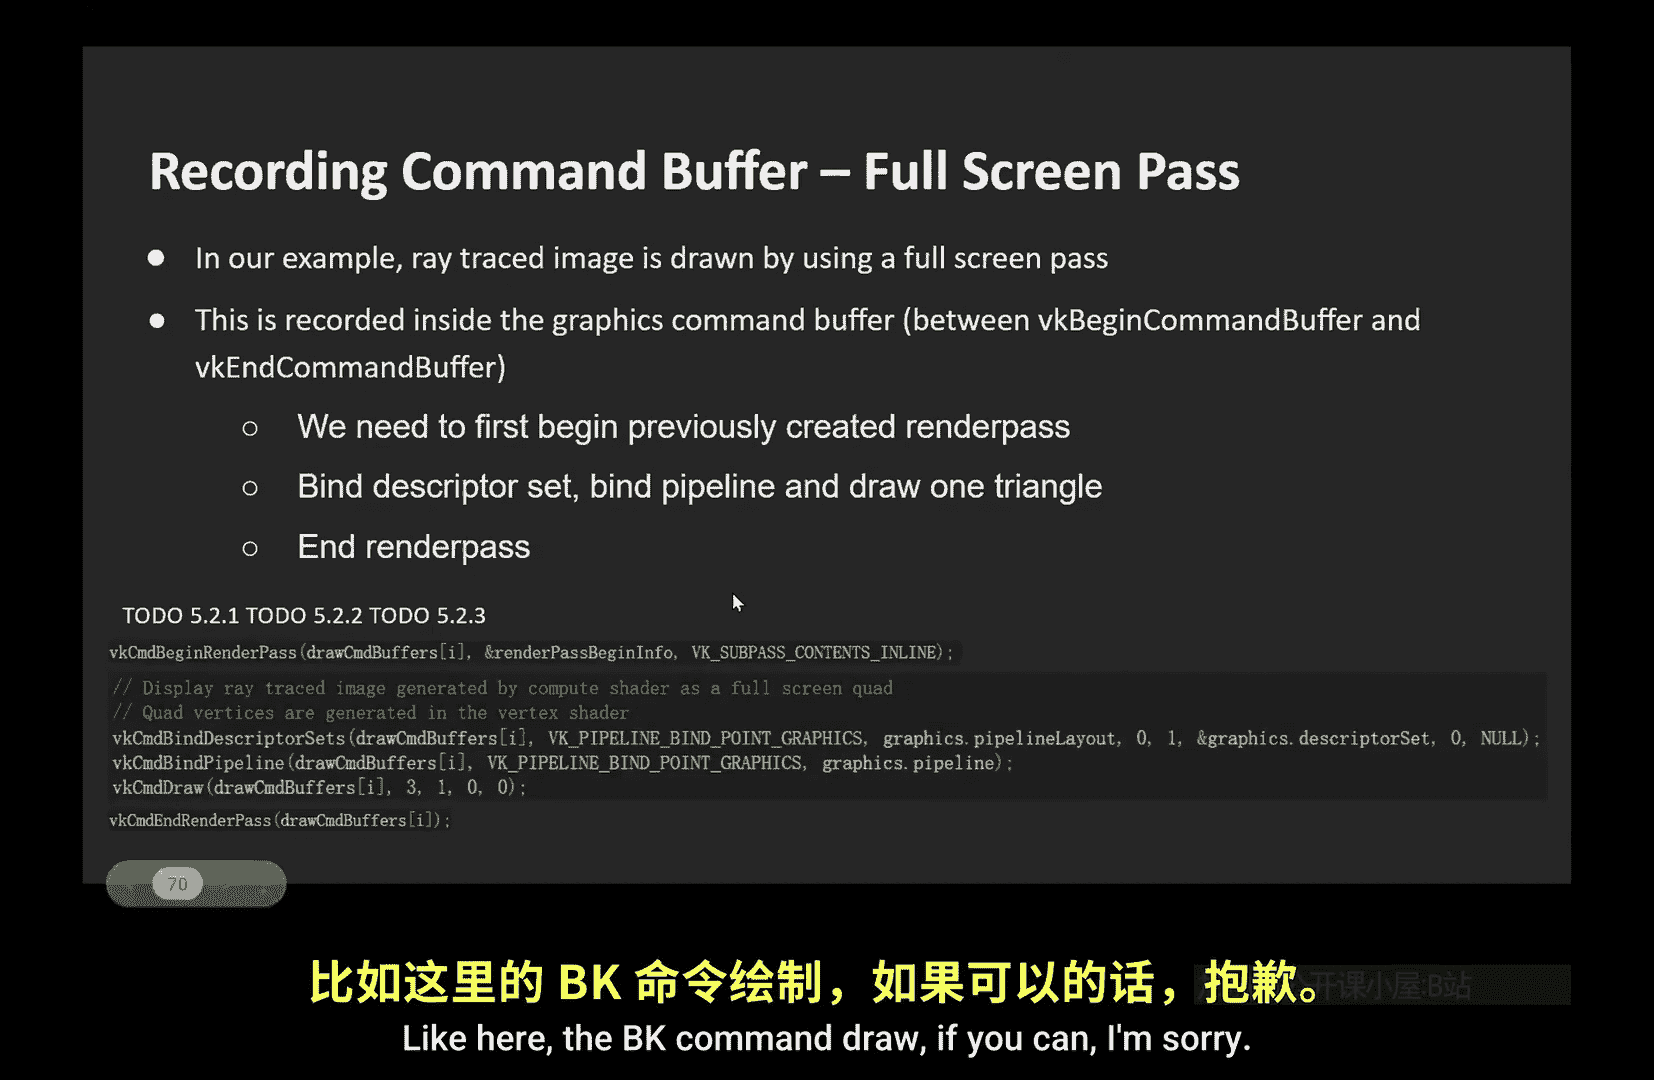 Recording Command Buffer – Full Screen Pass
● In our example, ray traced image is drawn by using a full screen pass
● This is recorded inside the graphics command buffer (between vkBeginCommandBuffer and
vkEndCommandBuffer)
○ We need to first begin previously created renderpass
○ Bind descriptor set, bind pipeline and draw one triangle
○ End renderpass
TODO 5.2.1 TODO 5.2.2 TODO 5.2.3
vkCmdBeginRenderPass(drawCmdBuffers[i], &renderPassBeginInfo, VK_SUBPASS_CONTENTS_INLINE);
// Display ray traced image generated by compute shader as a full screen quad
// Quad vertices are generated in the vertex shader
vkCmdBindDescriptorSets(drawCmdBuffers[i], VK_PIPELINE_BIND_POINT_GRAPHICS, graphics.pipelineLayout, 0, 1, &graphics.descriptorSet, 0, NULL);
vkCmdBindPipeline(drawCmdBuffers[i], VK_PIPELINE_BIND_POINT_GRAPHICS, graphics.pipeline);
vkCmdDraw(drawCmdBuffers[i], 3, 1, 0, 0);
vkCmdEndRenderPass(drawCmdBuffers[i]);
70
比如这里的 BK 命令绘制，如果可以的话，抱歉。
开课小屋:B站
Like here, the BK command draw, if you can, I'm sorry.